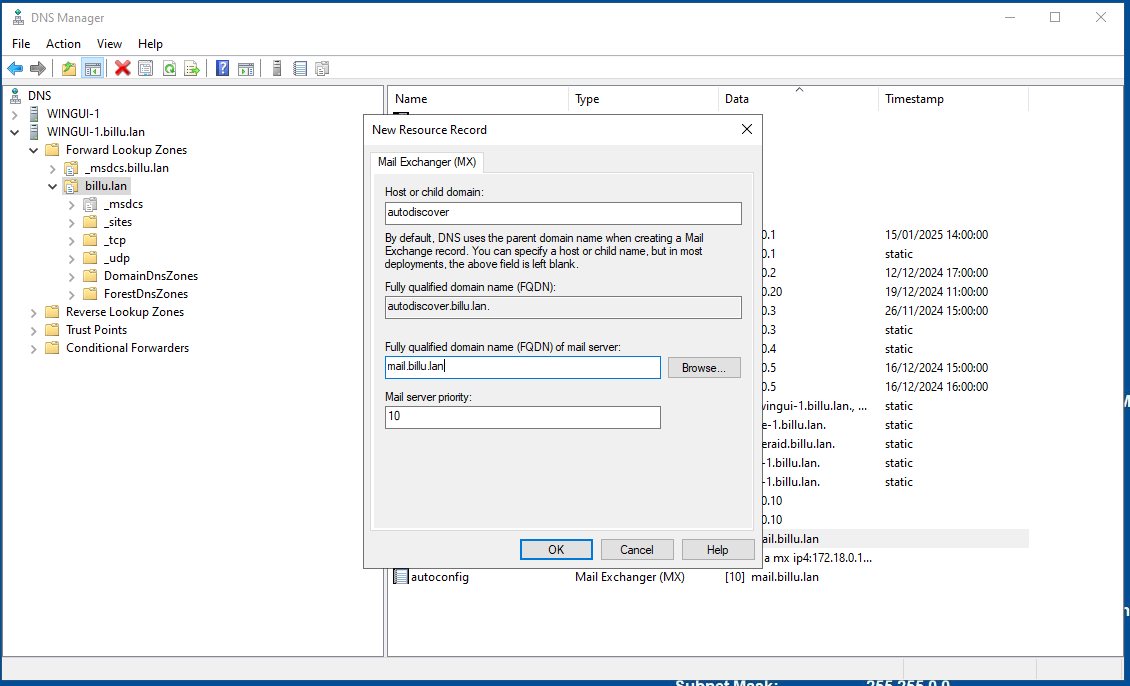 DNS Manager
File Action View Help
DNS
WINGUI-1
WINGUI-1.billu.lan
Forward Lookup Zones
_msdcs.billu.lan
billu.lan
_msdcs
_sites
_tcp
_udp
DomainDnsZones
ForestDnsZones
Reverse Lookup Zones
Trust Points
Conditional Forwarders
Name Type Data Timestamp
0.1 15/01/2025 14:00:00
0.1 static
0.2 12/12/2024 17:00:00
0.20 19/12/2024 11:00:00
0.3 26/11/2024 15:00:00
0.3 static
0.4 static
0.5 16/12/2024 15:00:00
0.5 16/12/2024 16:00:00
wingui-1.billu.lan., ... static
e-1.billu.lan. static
eraid.billu.lan. static
-1.billu.lan. static
-1.billu.lan. static
0.10
0.10
ail.billu.lan
a mx ip4:172.18.0.1...
autoconfig Mail Exchanger (MX) [10] mail.billu.lan
New Resource Record
Mail Exchanger (MX)
Host or child domain:
autodiscover
By default, DNS uses the parent domain name when creating a Mail
Exchange record. You can specify a host or child name, but in most
deployments, the above field is left blank.
Fully qualified domain name (FQDN):
autodiscover.billu.lan.
Fully qualified domain name (FQDN) of mail server:
mail.billu.lan
Browse...
Mail server priority:
10
OK Cancel Help
Subnet Mask: 255.255.0.0